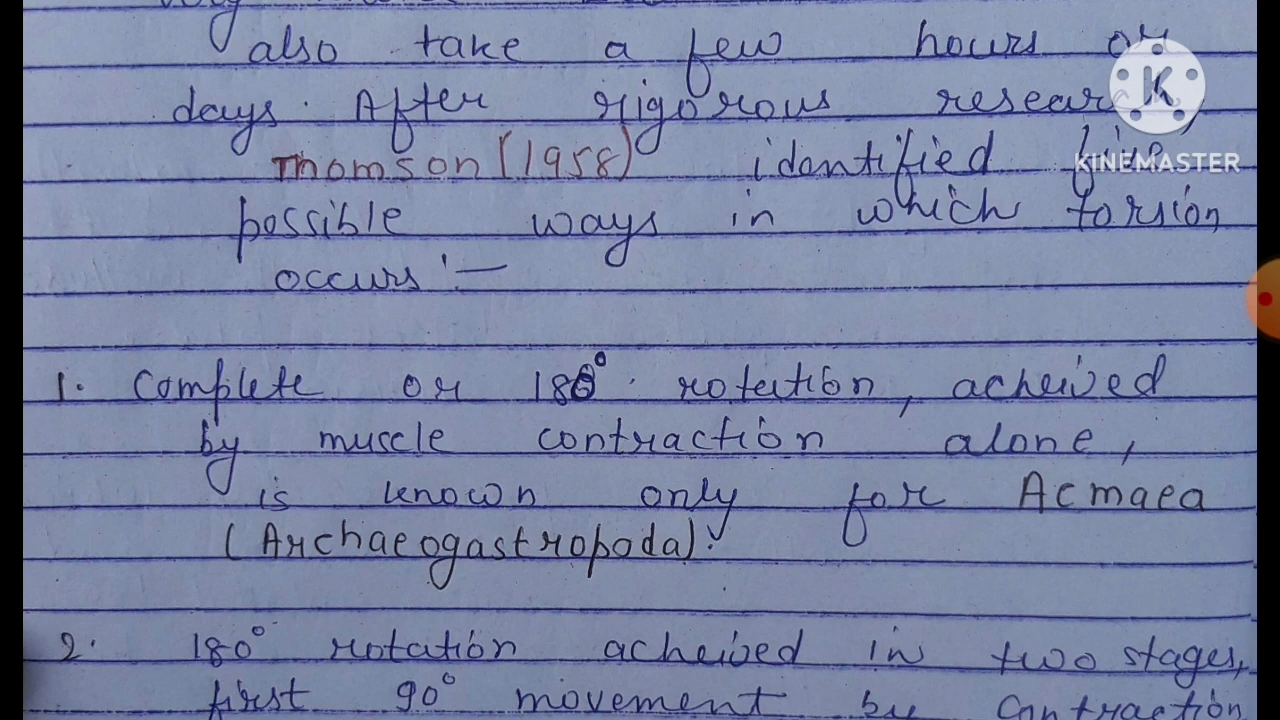 also take a few hours or
days. After rigorous research,
Thomson (1958) identified five
possible ways in which torsion
occurs :—
1. Complete or 180° rotation, acheived
by muscle contraction alone,
is known only for Acmaea
(Archaeogastropoda).
2. 180° rotation acheived in two stages,
first 90° movement by contraction
K
KINEMASTER